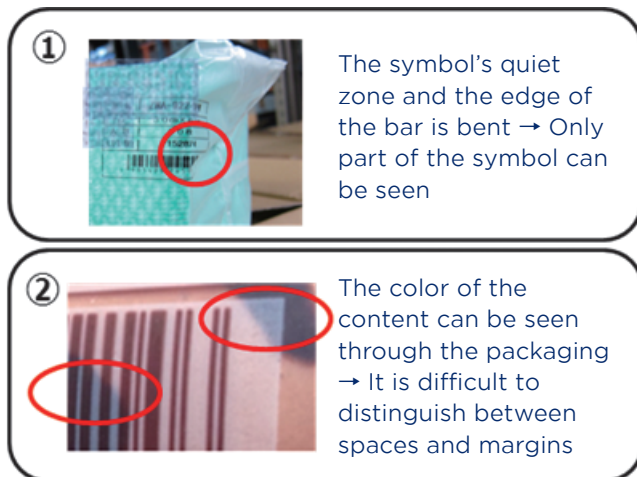 ①
The symbol’s quiet
zone and the edge of
the bar is bent → Only
part of the symbol can
be seen
②
The color of the
content can be seen
through the packaging
→ It is difficult to
distinguish between
spaces and margins